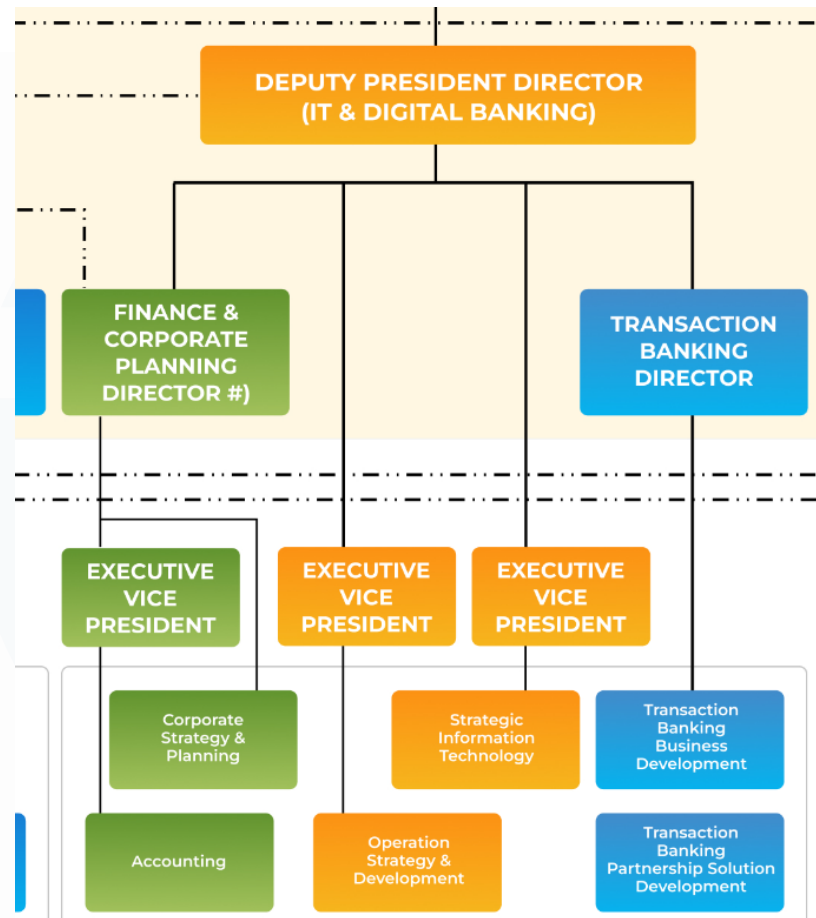 DEPUTY PRESIDENT DIRECTOR
(IT & DIGITAL BANKING)
FINANCE &
CORPORATE
PLANNING
DIRECTOR #)
TRANSACTION
BANKING
DIRECTOR
EXECUTIVE
VICE
PRESIDENT
EXECUTIVE
VICE
PRESIDENT
EXECUTIVE
VICE
PRESIDENT
Corporate
Strategy &
Planning
Strategic
Information
Technology
Transaction
Banking
Business
Development
Accounting
Operation
Strategy &
Development
Transaction
Banking
Partnership Solution
Development